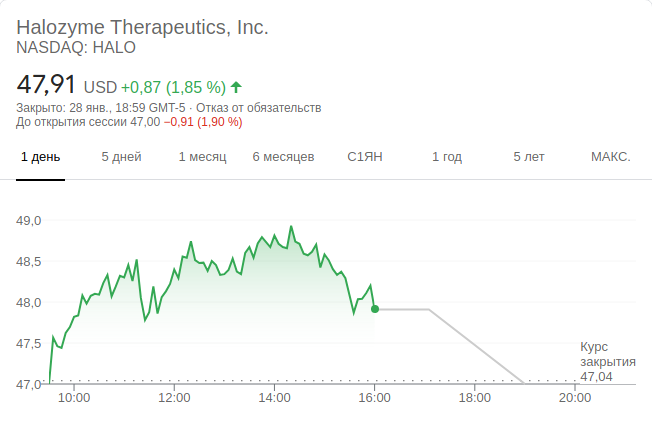 Halozyme Therapeutics, Inc.
NASDAQ: HALO
47,91 USD +0,87 (1,85 %)
Закрыто: 28 янв., 18:59 GMT-5 · Отказ от обязательств
До открытия сессии 47,00 −0,91 (1,90 %)
1 день 5 дней 1 месяц 6 месяцев С1ЯН 1 год 5 лет МАКС.
49,0
48,5
48,0
47,5
Курс
закрытия
47,04
47,0
10:00 12:00 14:00 16:00 18:00 20:00